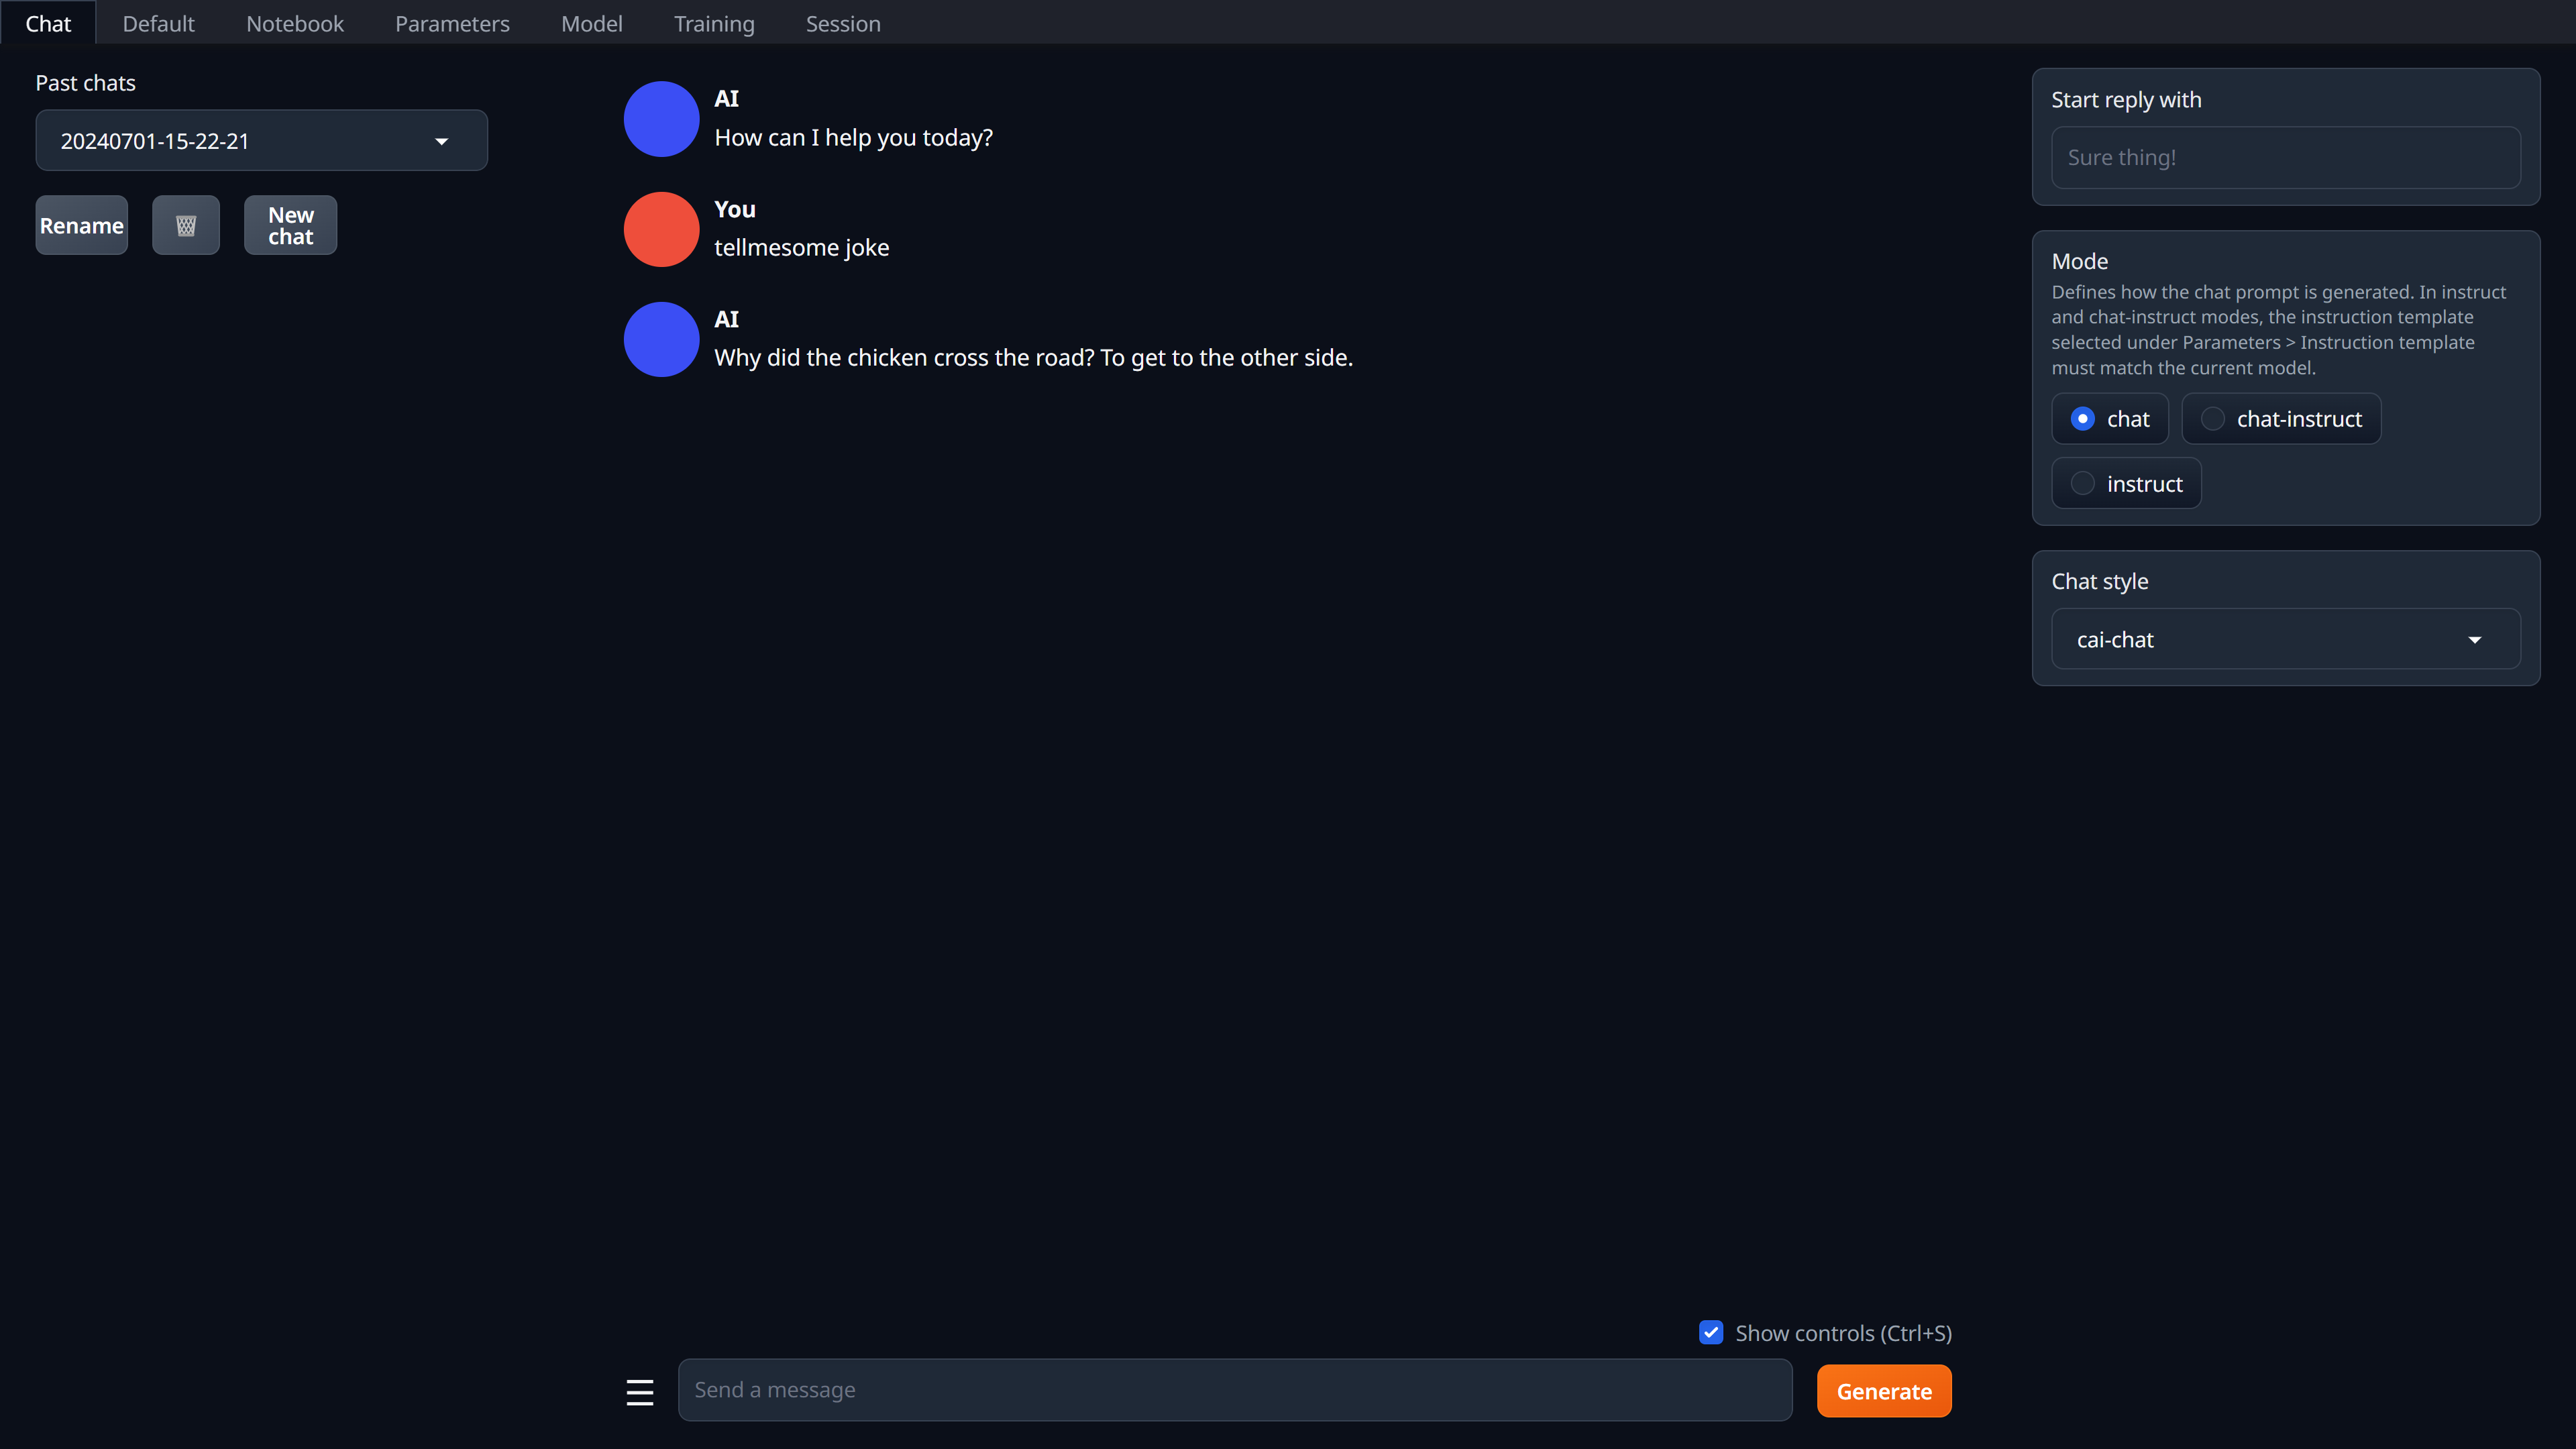 Chat Default Notebook Parameters Model Training Session
Past chats
20240701-15-22-21
Rename
New
chat
AI
How can I help you today?
You
tellmesome joke
AI
Why did the chicken cross the road? To get to the other side.
Start reply with
Sure thing!
Mode
Defines how the chat prompt is generated. In instruct
and chat-instruct modes, the instruction template
selected under Parameters > Instruction template
must match the current model.
chat chat-instruct
instruct
Chat style
cai-chat
Show controls (Ctrl+S)
Send a message
Generate